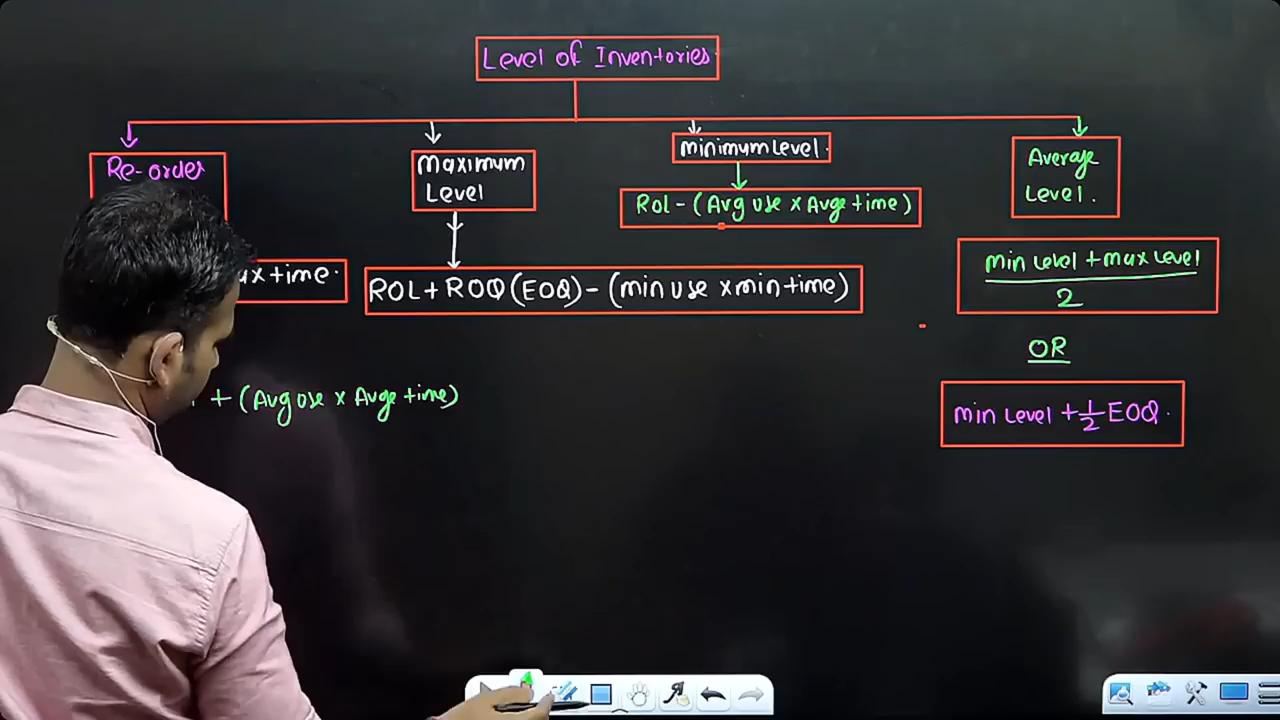 Level of Inventories
Re-order
Maximum
Level
minimum Level.
Rol - (Avg use x Avge time)
Average
Level.
x time.
ROL + ROQ (EOQ) - (min use x min time)
min Level + max Level
2
OR
+ (Avg use x Avge time)
min Level + 1/2 EOQ.